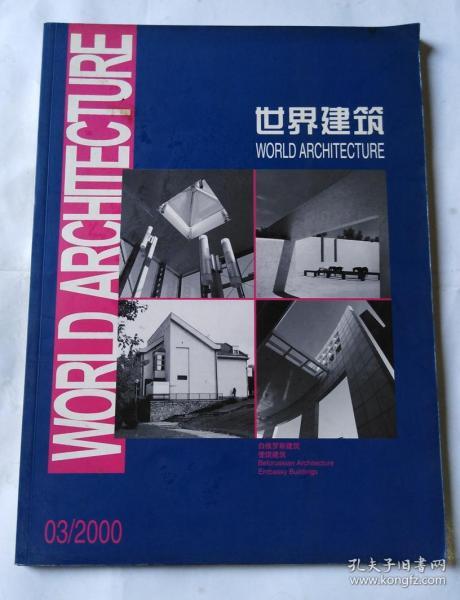 WORLD ARCHITECTURE
世界建筑
WORLD ARCHITECTURE
白俄罗斯建筑
使馆建筑
Belorussian Architecture
Embassy Buildings
03/2000
孔夫子旧书网
www.kongfz.com